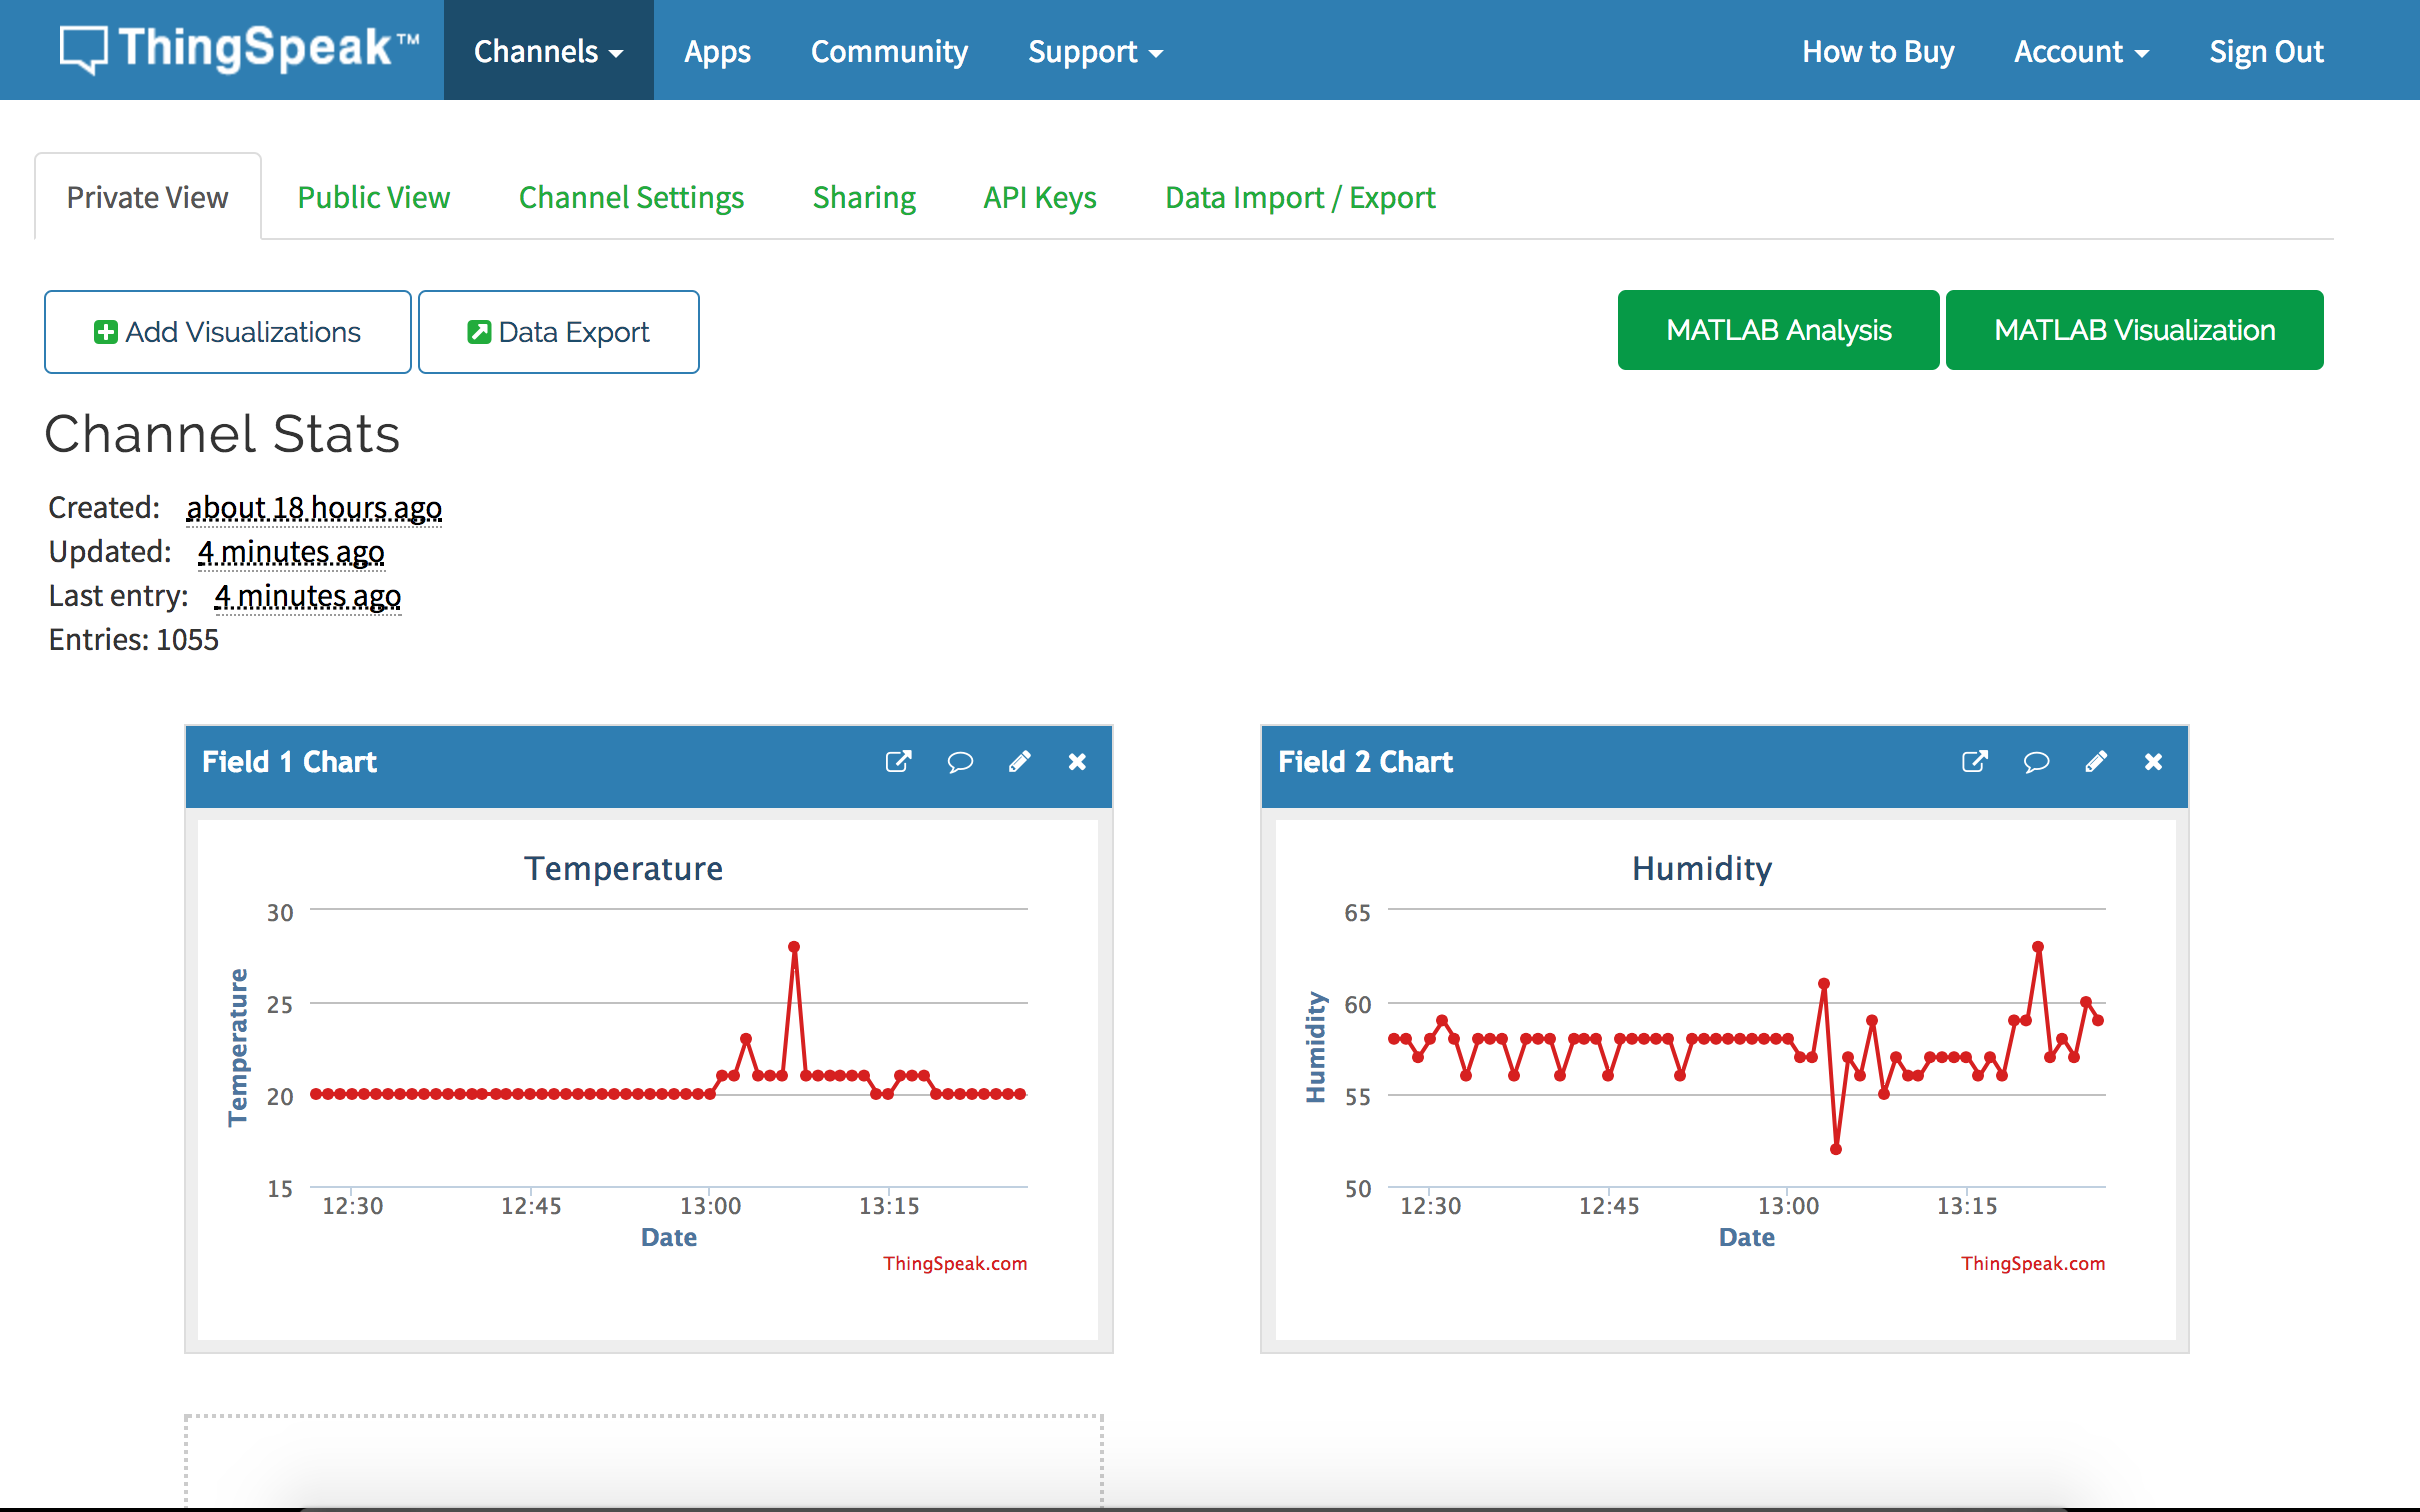 ThingSpeak™ Channels Apps Community Support How to Buy Account Sign Out
Private View Public View Channel Settings Sharing API Keys Data Import / Export
Add Visualizations Data Export MATLAB Analysis MATLAB Visualization
Channel Stats
Created: about 18 hours ago
Updated: 4 minutes ago
Last entry: 4 minutes ago
Entries: 1055
Field 1 Chart
Temperature
Temperature
30
25
20
15
12:30 12:45 13:00 13:15
Date
ThingSpeak.com
Field 2 Chart
Humidity
Humidity
65
60
55
50
12:30 12:45 13:00 13:15
Date
ThingSpeak.com